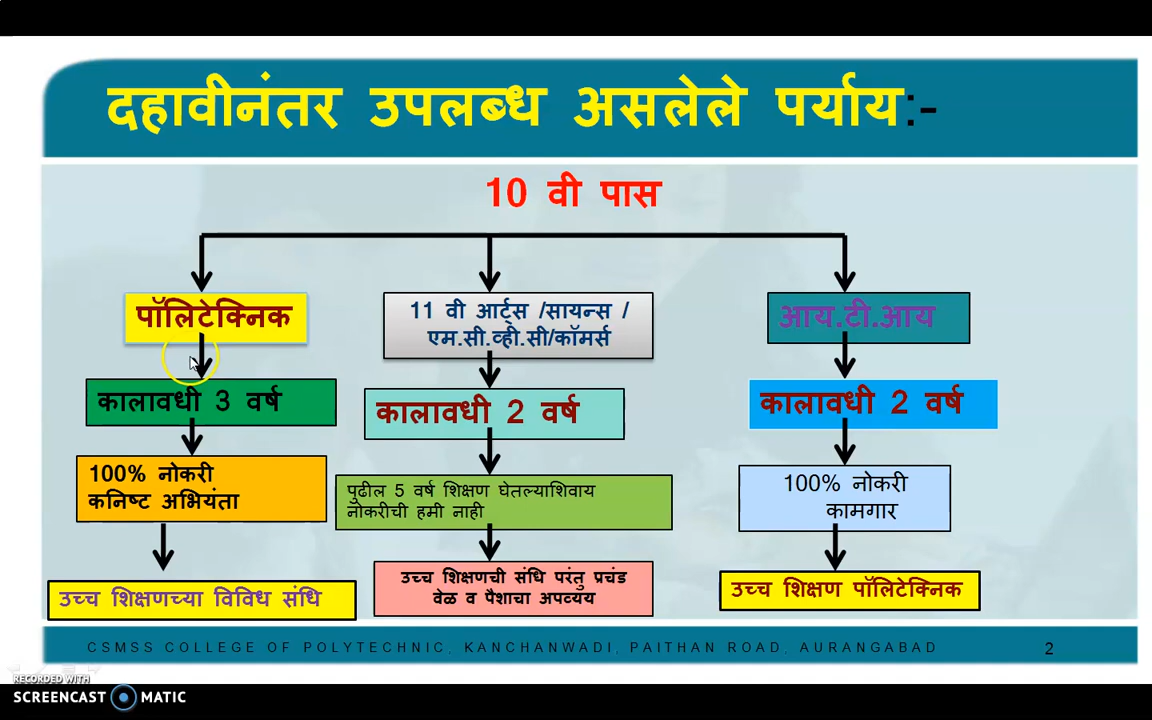 दहावीनंतर उपलब्ध असलेले पर्याय:-
10 वी पास
पॉलिटेक्निक
कालावधी 3 वर्ष
100% नोकरी
कनिष्ट अभियंता
उच्च शिक्षणच्या विविध संधि
11 वी आर्ट्स /सायन्स /
एम.सी.व्ही.सी/कॉमर्स
कालावधी 2 वर्ष
पुढील 5 वर्ष शिक्षण घेतल्याशिवाय
नोकरीची हमी नाही
उच्च शिक्षणची संधि परंतु प्रचंड
वेळ व पैशाचा अपव्यय
आय.टी.आय
कालावधी 2 वर्ष
100% नोकरी
कामगार
उच्च शिक्षण पॉलिटेक्निक
CSMSS COLLEGE OF POLYTECHNIC, KANCHANWADI, PAITHAN ROAD, AURANGABAD
2
RECORDED WITH
SCREENCAST MATIC